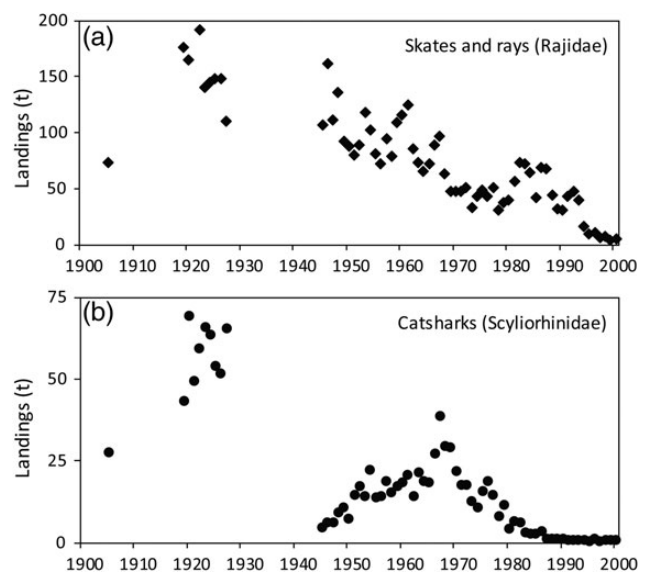 (a)
Skates and rays (Rajidae)
Landings (t)
200
150
100
50
0
1900 1910 1920 1930 1940 1950 1960 1970 1980 1990 2000
(b)
Catsharks (Scyliorhinidae)
Landings (t)
75
50
25
0
1900 1910 1920 1930 1940 1950 1960 1970 1980 1990 2000